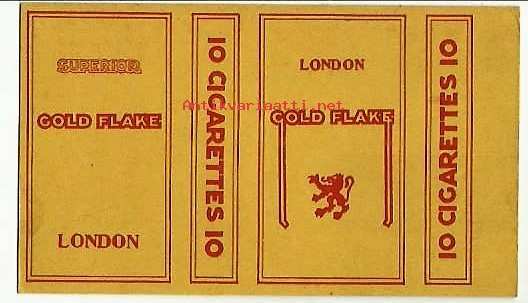 SUPERIOR
GOLD FLAKE
LONDON
10 CIGARETTES 10
Antikvariaatti.net
LONDON
GOLD FLAKE
10 CIGARETTES 10